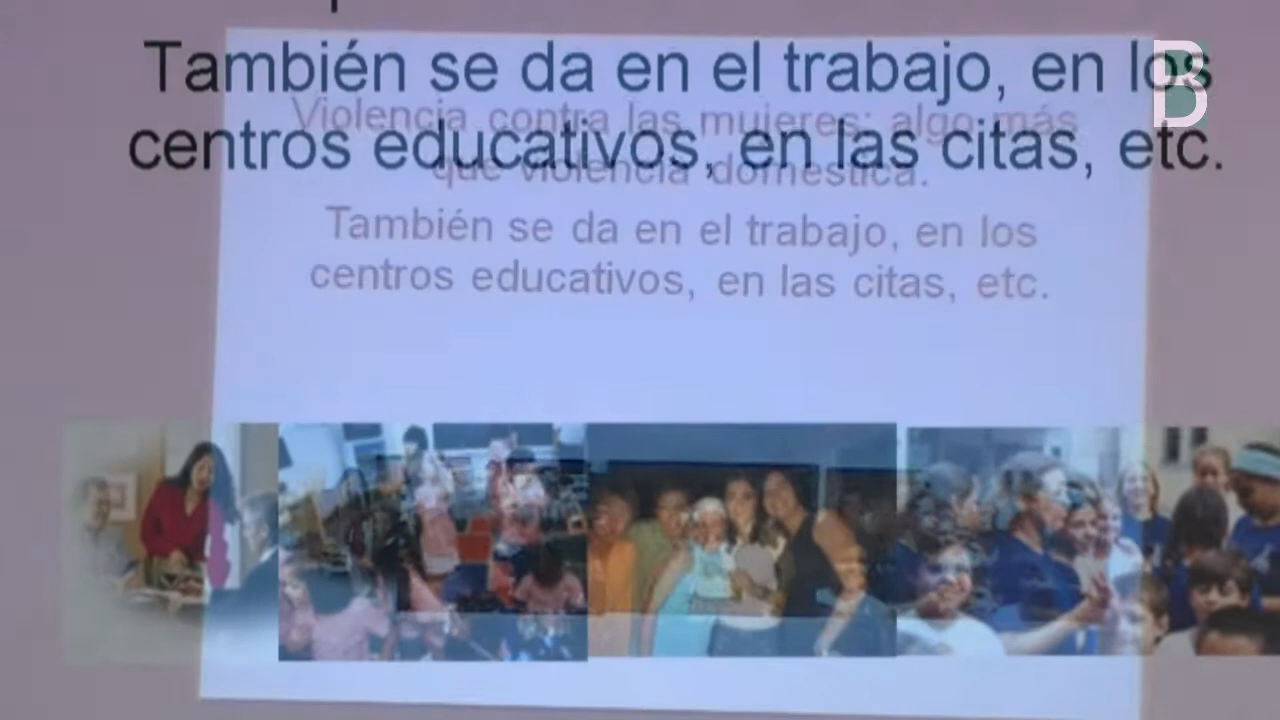 También se da en el trabajo, en los
centros educativos, en las citas, etc.
Violencia contra las mujeres: algo más
que violencia domestica.
También se da en el trabajo, en los
centros educativos, en las citas, etc.
B